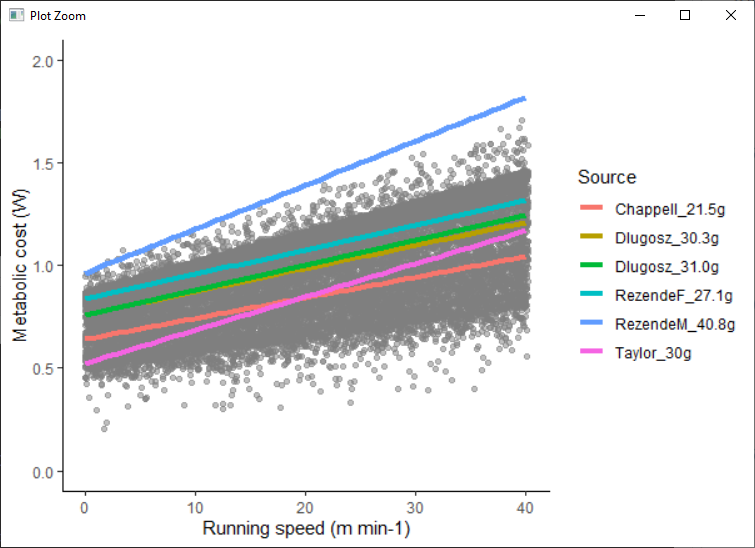 Plot Zoom
2.0
1.5
1.0
0.5
0.0
Metabolic cost (W)
0
10
20
30
40
Running speed (m min-1)
Source
Chappell_21.5g
Dlugosz_30.3g
Dlugosz_31.0g
RezendeF_27.1g
RezendeM_40.8g
Taylor_30g